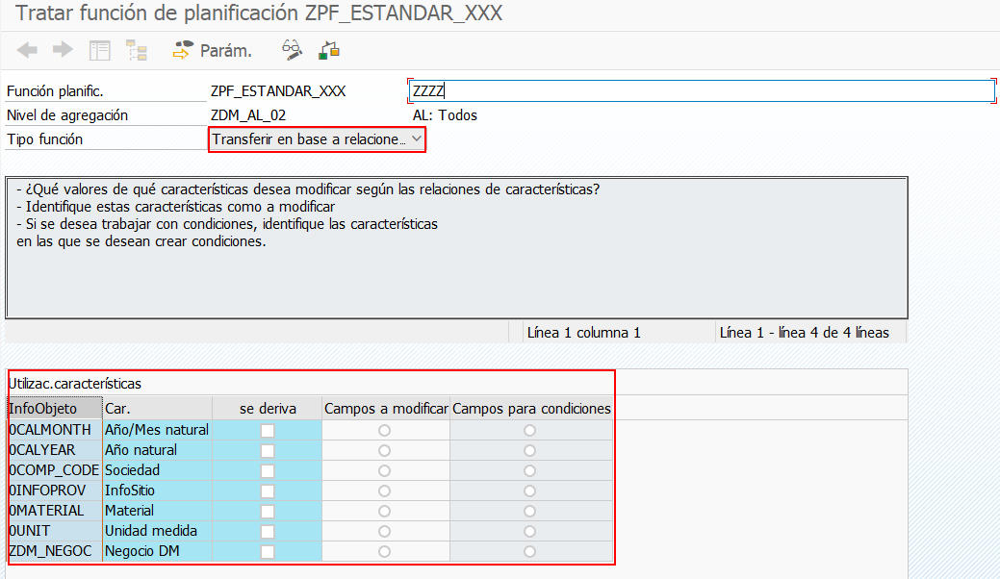 Tratar función de planificación ZPF_ESTANDAR_XXX
Parám.
Función planific. ZPF_ESTANDAR_XXX ZZZZ
Nivel de agregación ZDM_AL_02 AL: Todos
Tipo función Transferir en base a relacione...
- ¿Qué valores de qué características desea modificar según las relaciones de características?
- Identifique estas características como a modificar
- Si se desea trabajar con condiciones, identifique las características
en las que se desean crear condiciones.
Línea 1 columna 1 Línea 1 - línea 4 de 4 líneas
Utilizac.características
InfoObjeto Car. se deriva Campos a modificar Campos para condiciones
0CALMONTH Año/Mes natural
0CALYEAR Año natural
0COMP_CODE Sociedad
0INFOPROV InfoSitio
0MATERIAL Material
0UNIT Unidad medida
ZDM_NEGOC Negocio DM